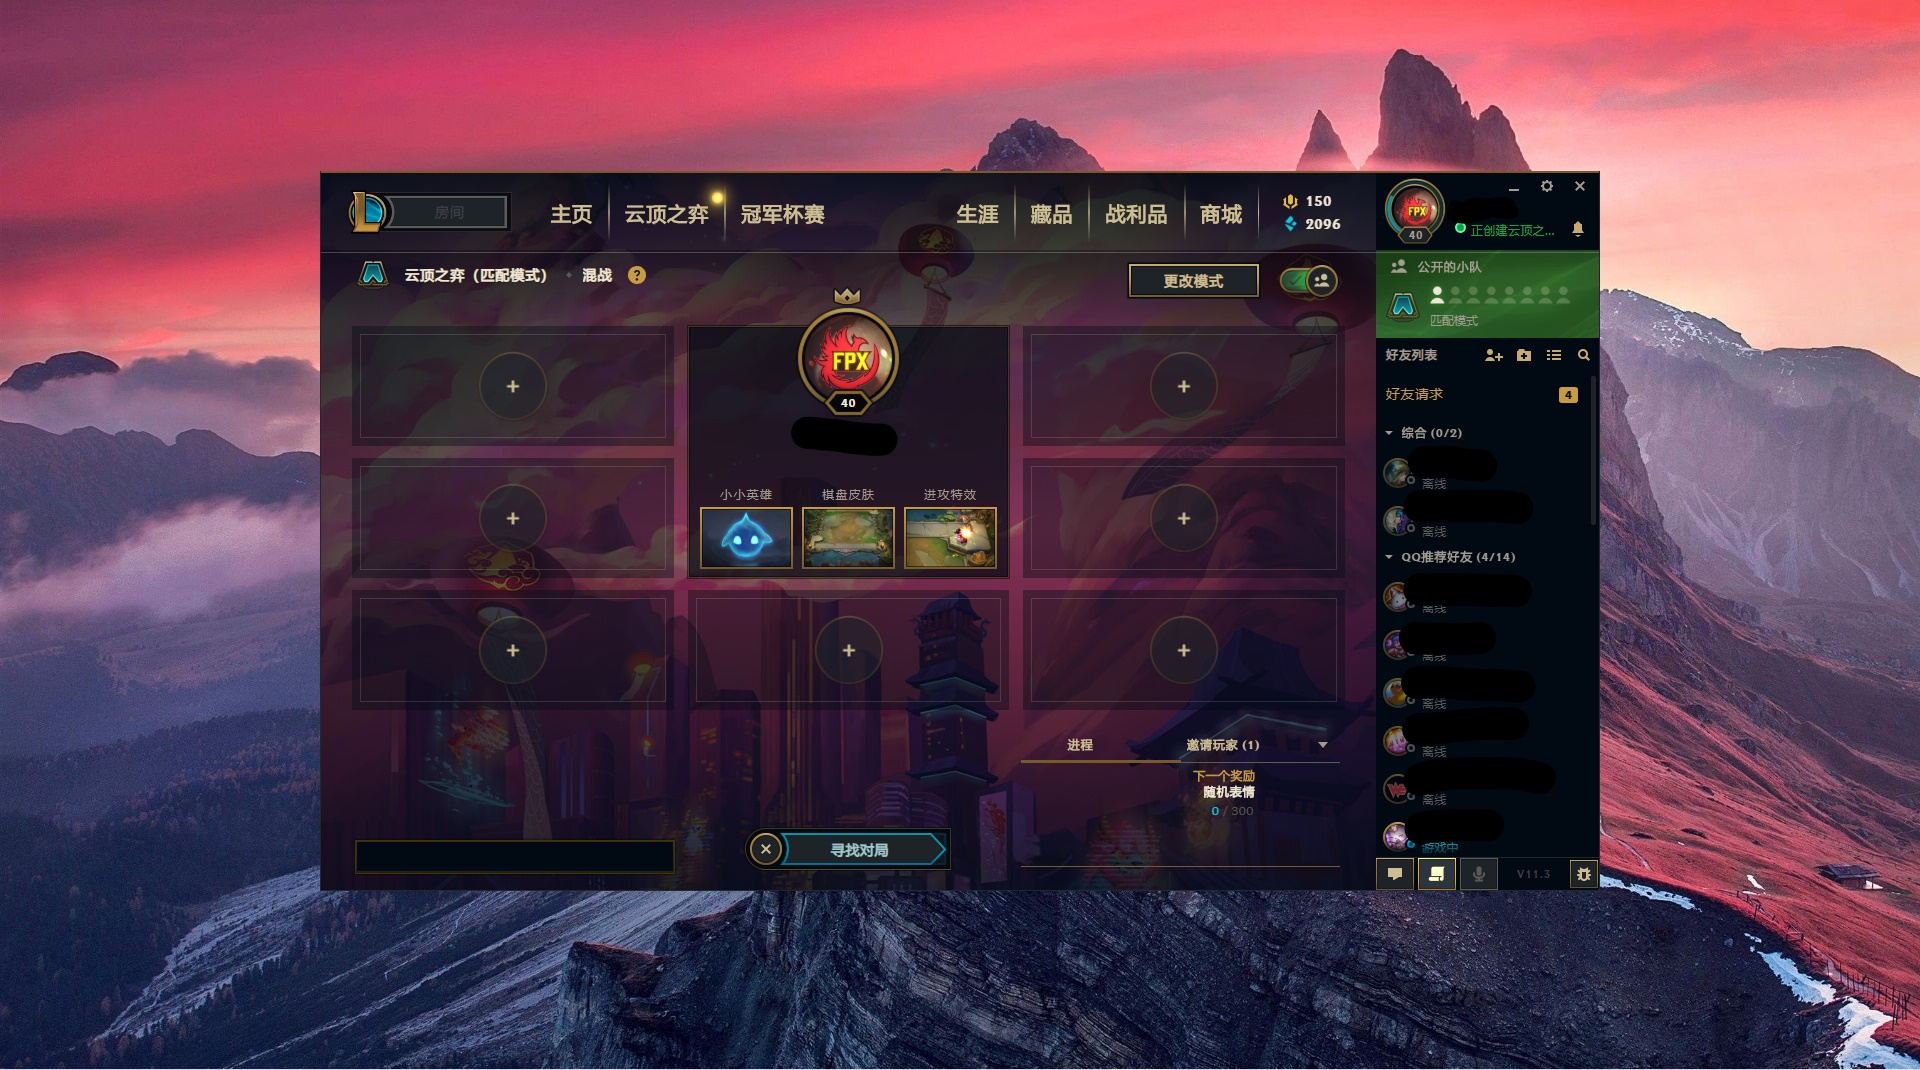 房间
主页
云顶之弈
冠军杯赛
生涯
藏品
战利品
商城
150
2096
FPX
40
正创建云顶之...
云顶之弈（匹配模式）
混战
?
更改模式
公开的小队
匹配模式
FPX
40
小小英雄
棋盘皮肤
进攻特效
好友列表
好友请求
4
综合 (0/2)
离线
离线
QQ推荐好友 (4/14)
离线
离线
离线
离线
离线
游戏中
进程
邀请玩家 (1)
下一个奖励
随机表情
0 / 300
寻找对局
V11.3